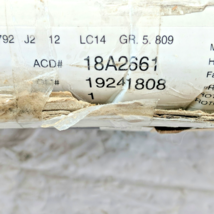 792 J2 12 LC14 GR. 5. 809
ACD# 18A2661
19241808
1